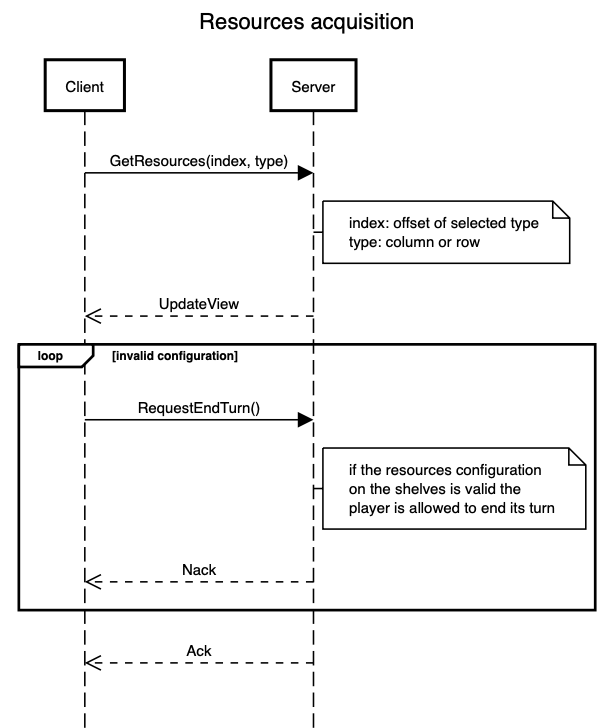 Resources acquisition
Client
Server
GetResources(index, type)
index: offset of selected type
type: column or row
UpdateView
loop
[invalid configuration]
RequestEndTurn()
if the resources configuration
on the shelves is valid the
player is allowed to end its turn
Nack
Ack